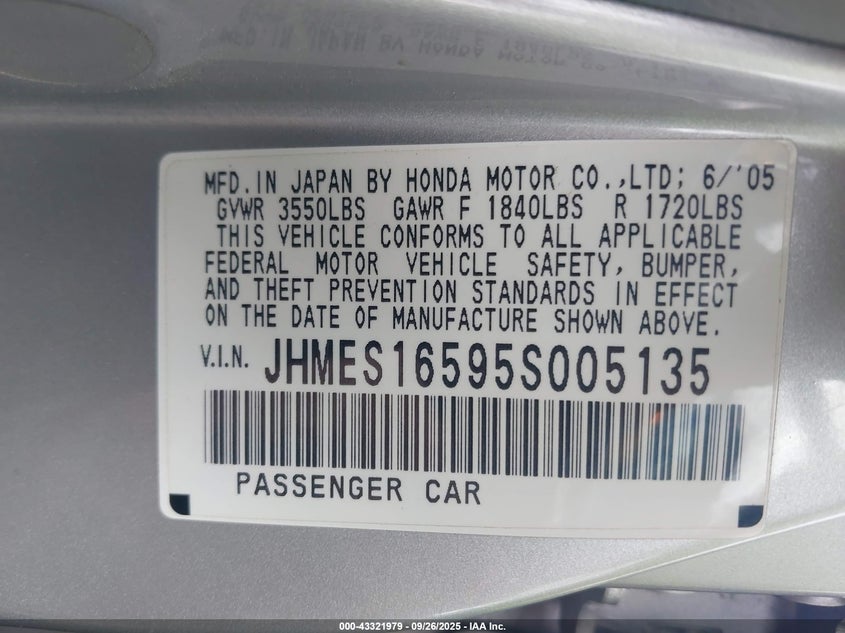 MFD.IN JAPAN BY HONDA MOTOR CO.,LTD; 6/'05
GVWR 3550LBS GAWR F 1840LBS R 1720LBS
THIS VEHICLE CONFORMS TO ALL APPLICABLE
FEDERAL MOTOR VEHICLE SAFETY, BUMPER,
AND THEFT PREVENTION STANDARDS IN EFFECT
ON THE DATE OF MANUFACTURE SHOWN ABOVE.
V.I.N. JHMES16595S005135
PASSENGER CAR
000-43321979 - 09/26/2025 - IAA Inc.